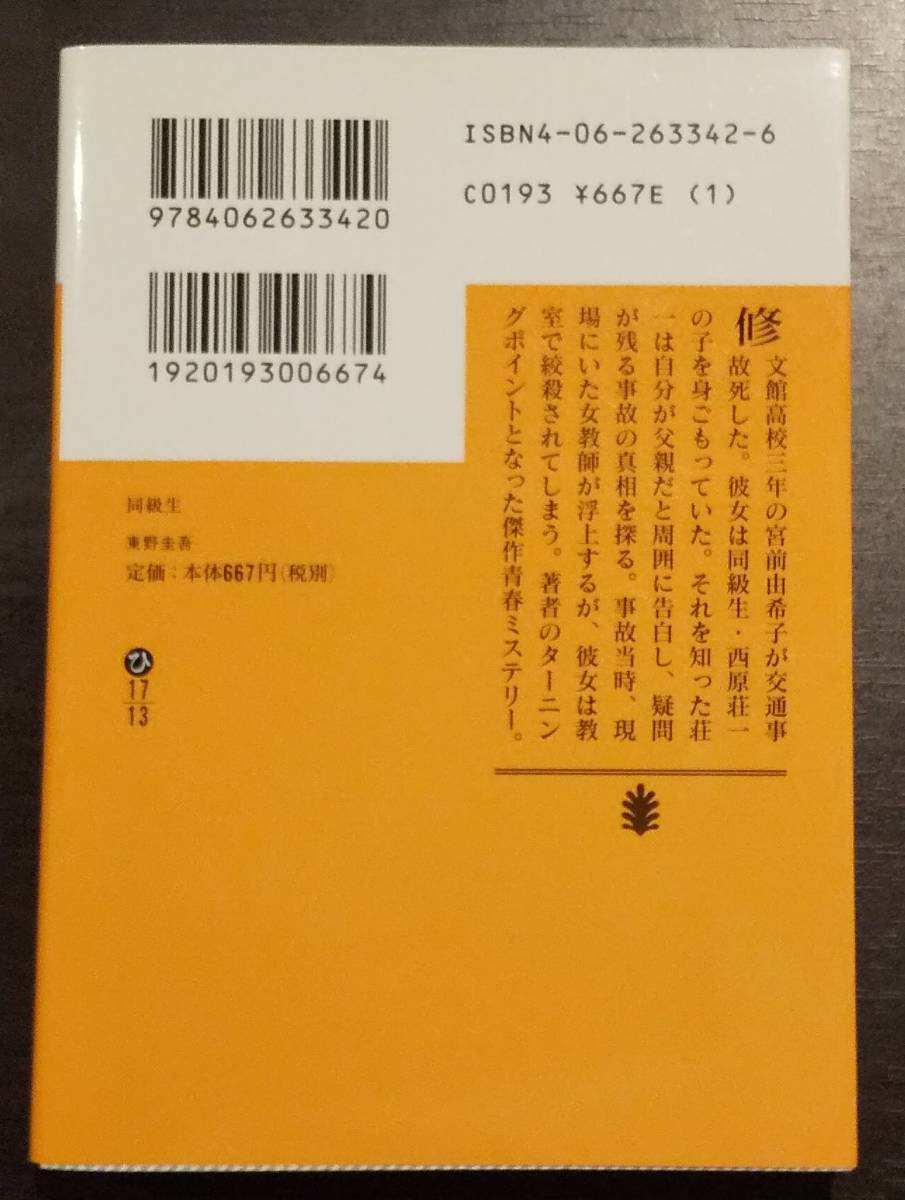 ISBN4-06-263342-6
C0193 ¥667E (1)
9784062633420
1920193006674
修文館高校三年の宮前由希子が交通事
故死した。彼女は同級生・西原荘一
の子を身ごもっていた。それを知った荘
一は自分が父親だと周囲に告白し、疑問
が残る事故の真相を探る。事故当時、現
場にいた女教師が浮上するが、彼女は教
室で絞殺されてしまう。著者のターニン
グポイントとなった傑作青春ミステリー。
同級生
東野圭吾
定価：本体667円（税別）
ひ
17
13